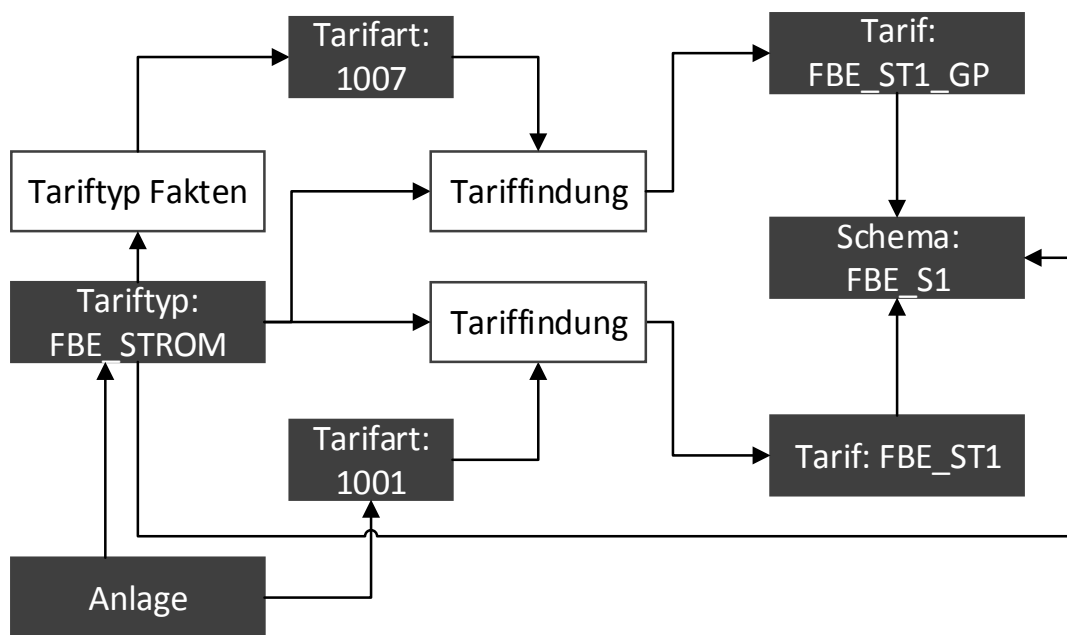 Tarifart:
1007
Tarif:
FBE_ST1_GP
Tariftyp Fakten
Tariffindung
Schema:
FBE_S1
Tariftyp:
FBE_STROM
Tariffindung
Tarifart:
1001
Tarif: FBE_ST1
Anlage